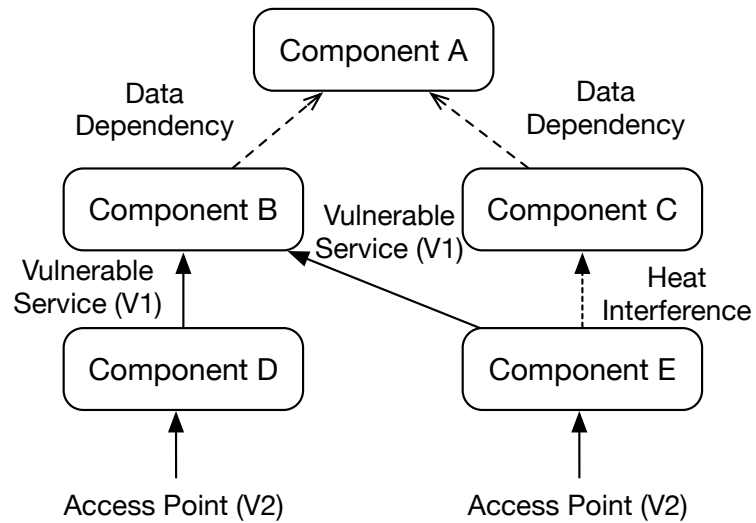 Component A
Data
Dependency
Data
Dependency
Component B
Vulnerable
Service (V1)
Component C
Vulnerable
Service (V1)
Heat
Interference
Component D
Component E
Access Point (V2)
Access Point (V2)